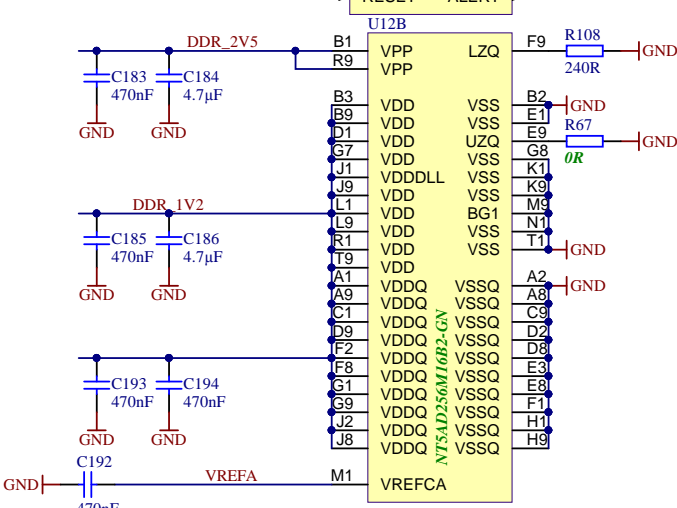 RESET ALERT
U12B
DDR_2V5
B1 VPP LZQ F9 R108 GND
R9 VPP 240R
C183 C184
470nF 4.7µF
GND GND
B3 VDD VSS B2 GND
B9 VDD VSS E1
D1 VDD UZQ E9 R67 GND
G7 VDD VSS G8 0R
J1 VDDDLL VSS K1
J9 VDD VSS K9
DDR_1V2
L1 VDD BG1 M9
L9 VDD VSS N1
R1 VDD VSS T1 GND
T9 VDD
C185 C186
470nF 4.7µF
GND GND
A1 VDDQ VSSQ A2 GND
A9 VDDQ VSSQ A8
C1 VDDQ VSSQ C9
D9 VDDQ VSSQ D2
F2 VDDQ VSSQ D8
F8 VDDQ VSSQ E3
G1 VDDQ VSSQ E8
G9 VDDQ VSSQ F1
J2 VDDQ VSSQ H1
J8 VDDQ VSSQ H9
NT5AD256M16B2-GN
C193 C194
470nF 470nF
GND GND
C192
GND VREFA M1 VREFCA
470nF